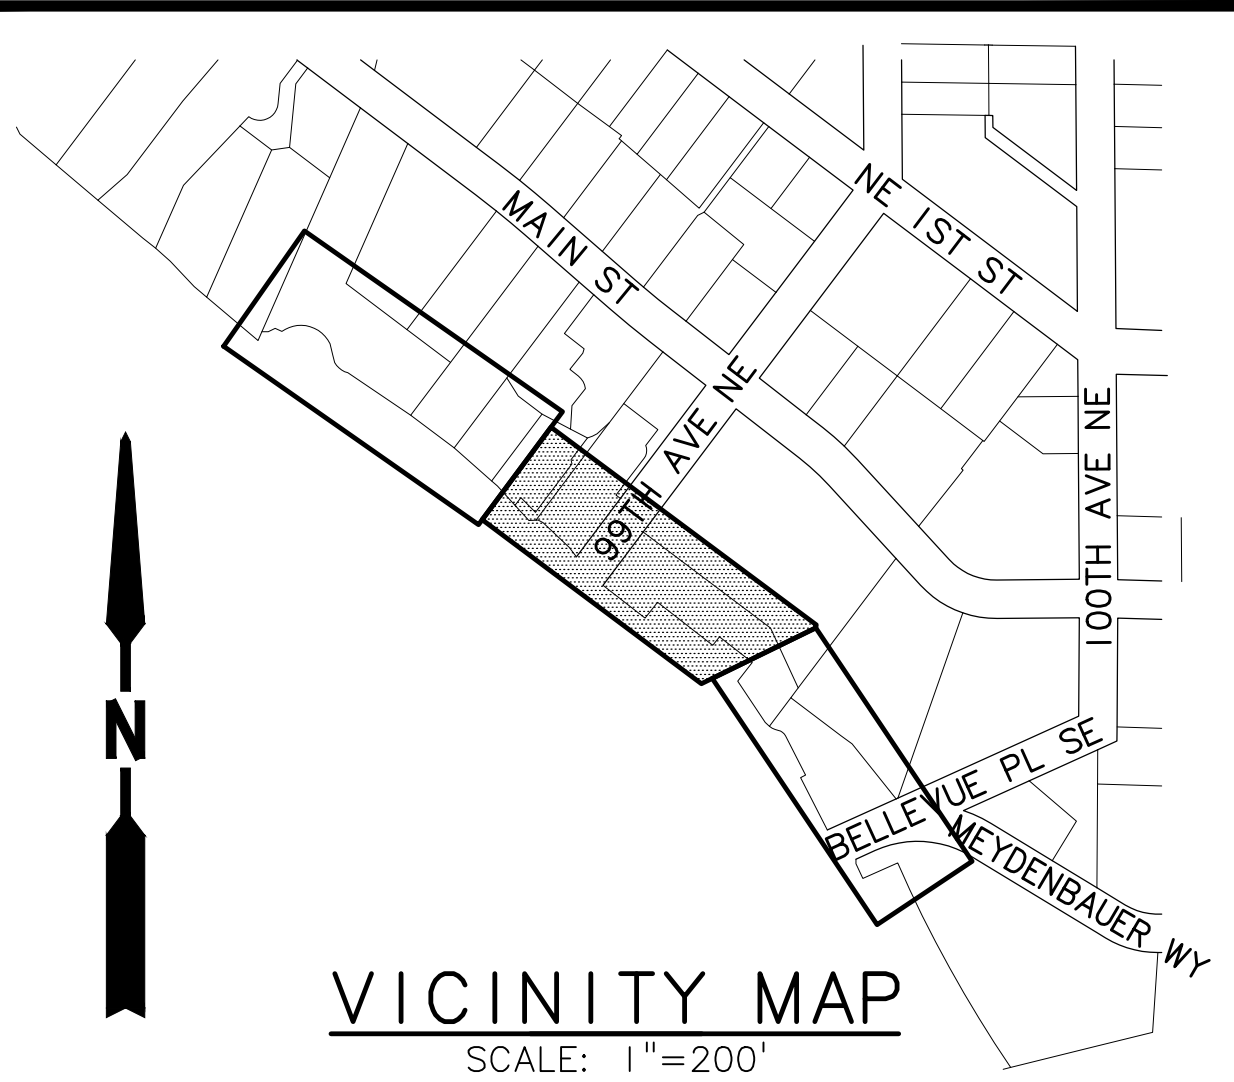 NE 1ST ST
MAIN ST
99TH AVE NE
100TH AVE NE
N
BELLEVUE PL SE
MEYDENBAUER WY
VICINITY MAP
SCALE: 1"=200'